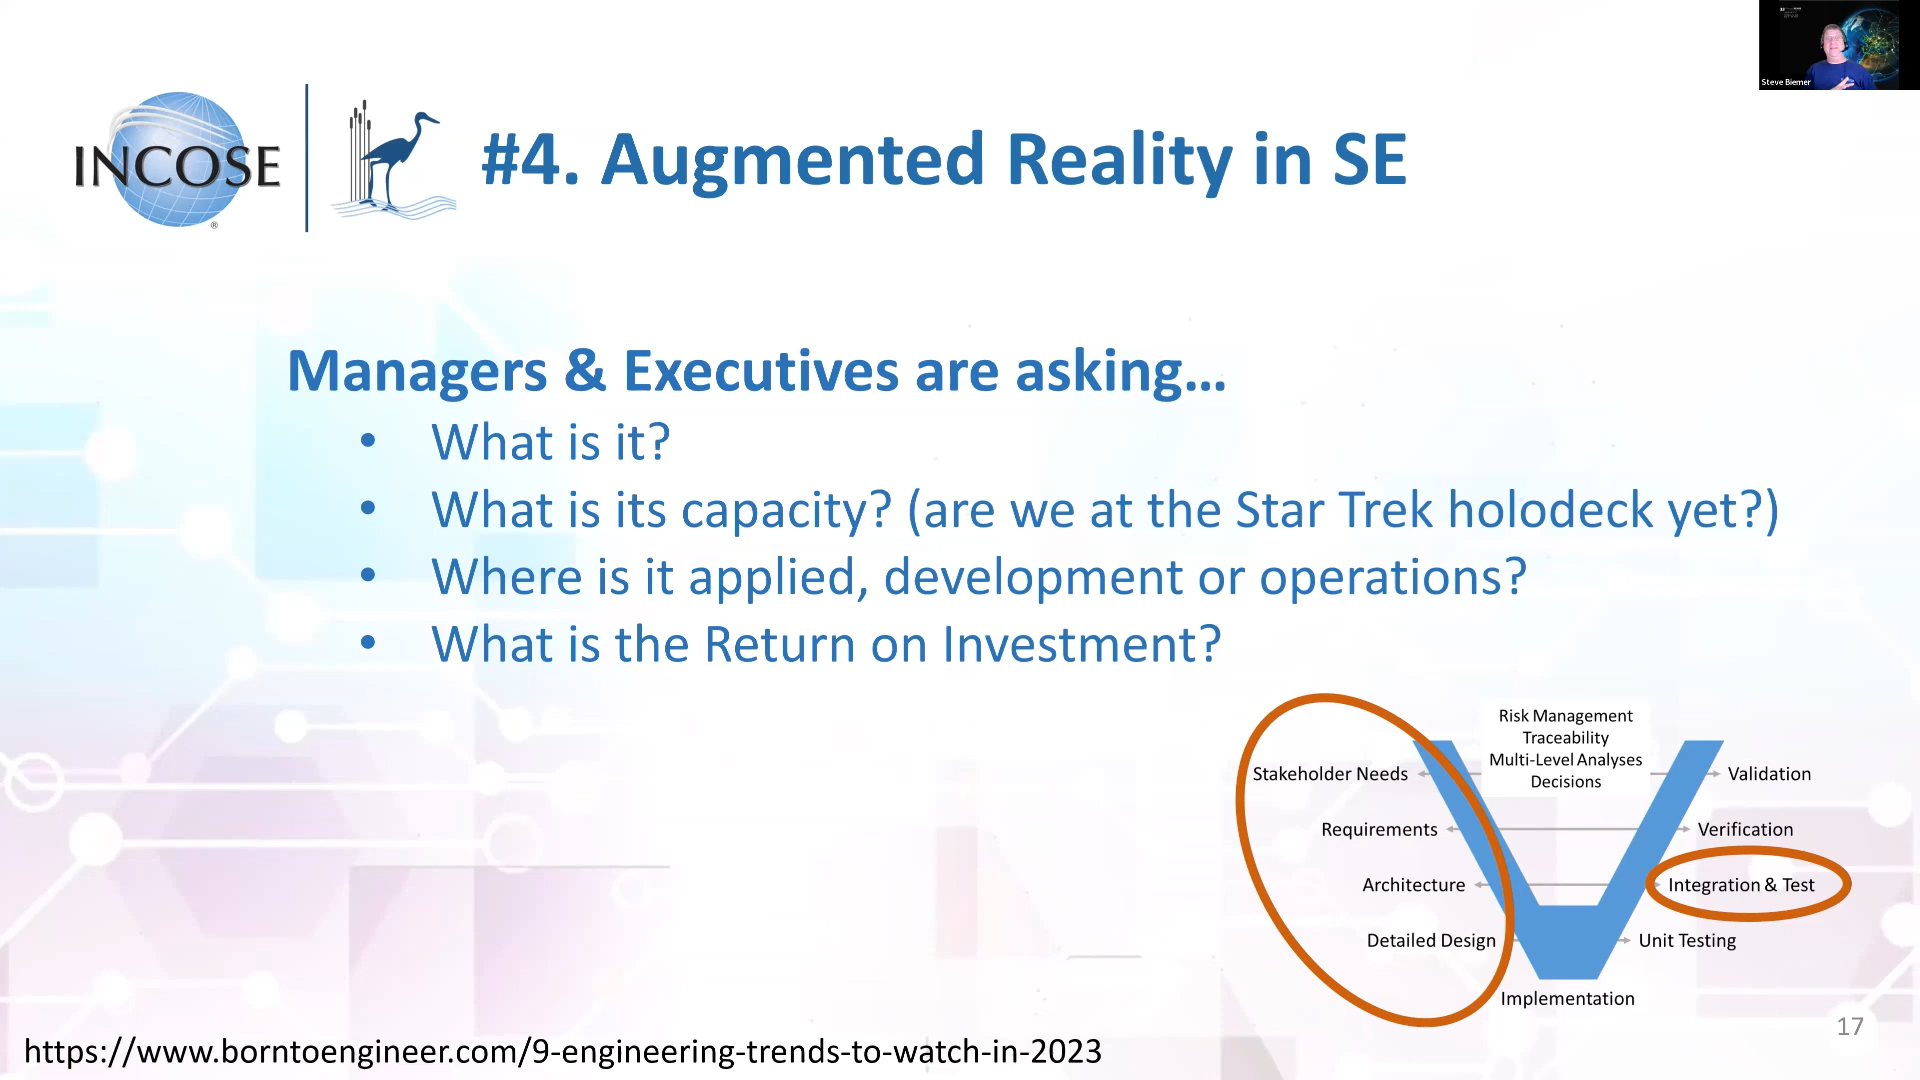 Steve Biemer
INCOSE
®
#4. Augmented Reality in SE
Managers & Executives are asking…
• What is it?
• What is its capacity? (are we at the Star Trek holodeck yet?)
• Where is it applied, development or operations?
• What is the Return on Investment?
Risk Management
Traceability
Multi-Level Analyses
Decisions
Stakeholder Needs
Validation
Requirements
Verification
Architecture
Integration & Test
Detailed Design
Unit Testing
Implementation
17
https://www.borntoengineer.com/9-engineering-trends-to-watch-in-2023